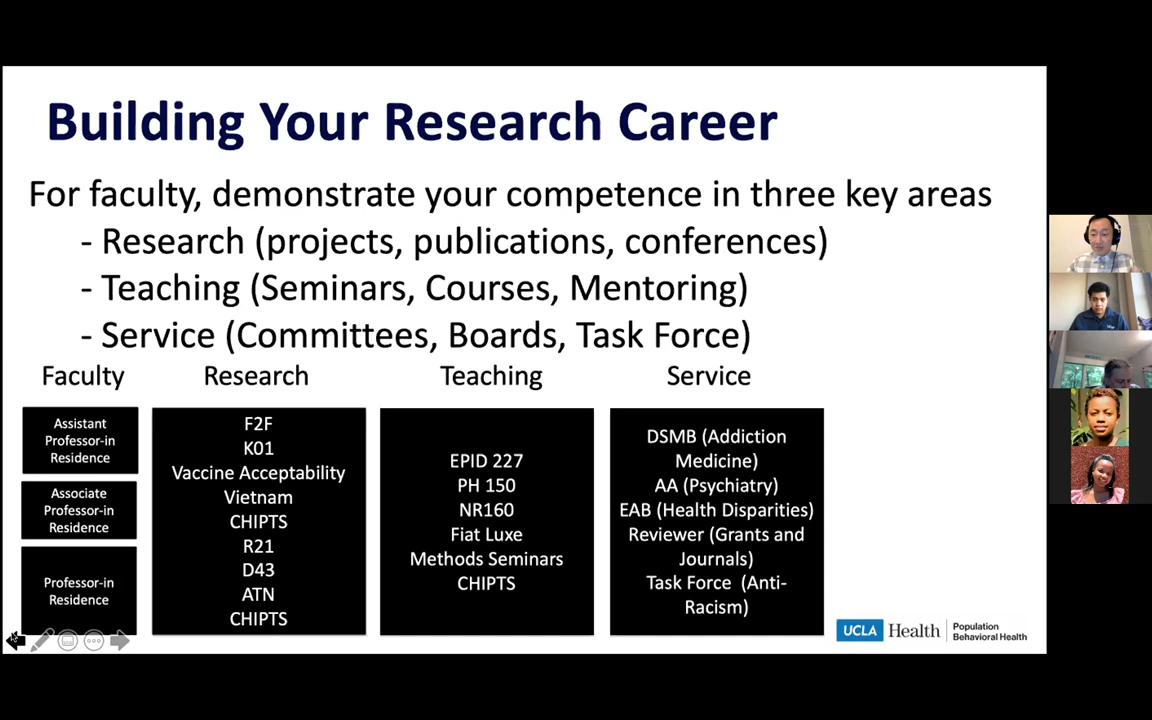 Building Your Research Career
For faculty, demonstrate your competence in three key areas
- Research (projects, publications, conferences)
- Teaching (Seminars, Courses, Mentoring)
- Service (Committees, Boards, Task Force)
Faculty
Research
Teaching
Service
Assistant
Professor-in
Residence
Associate
Professor-in
Residence
Professor-in
Residence
F2F
K01
Vaccine Acceptability
Vietnam
CHIPTS
R21
D43
ATN
CHIPTS
EPID 227
PH 150
NR160
Fiat Luxe
Methods Seminars
CHIPTS
DSMB (Addiction
Medicine)
AA (Psychiatry)
EAB (Health Disparities)
Reviewer (Grants and
Journals)
Task Force (Anti-
Racism)
UCLA Health
Population
Behavioral Health